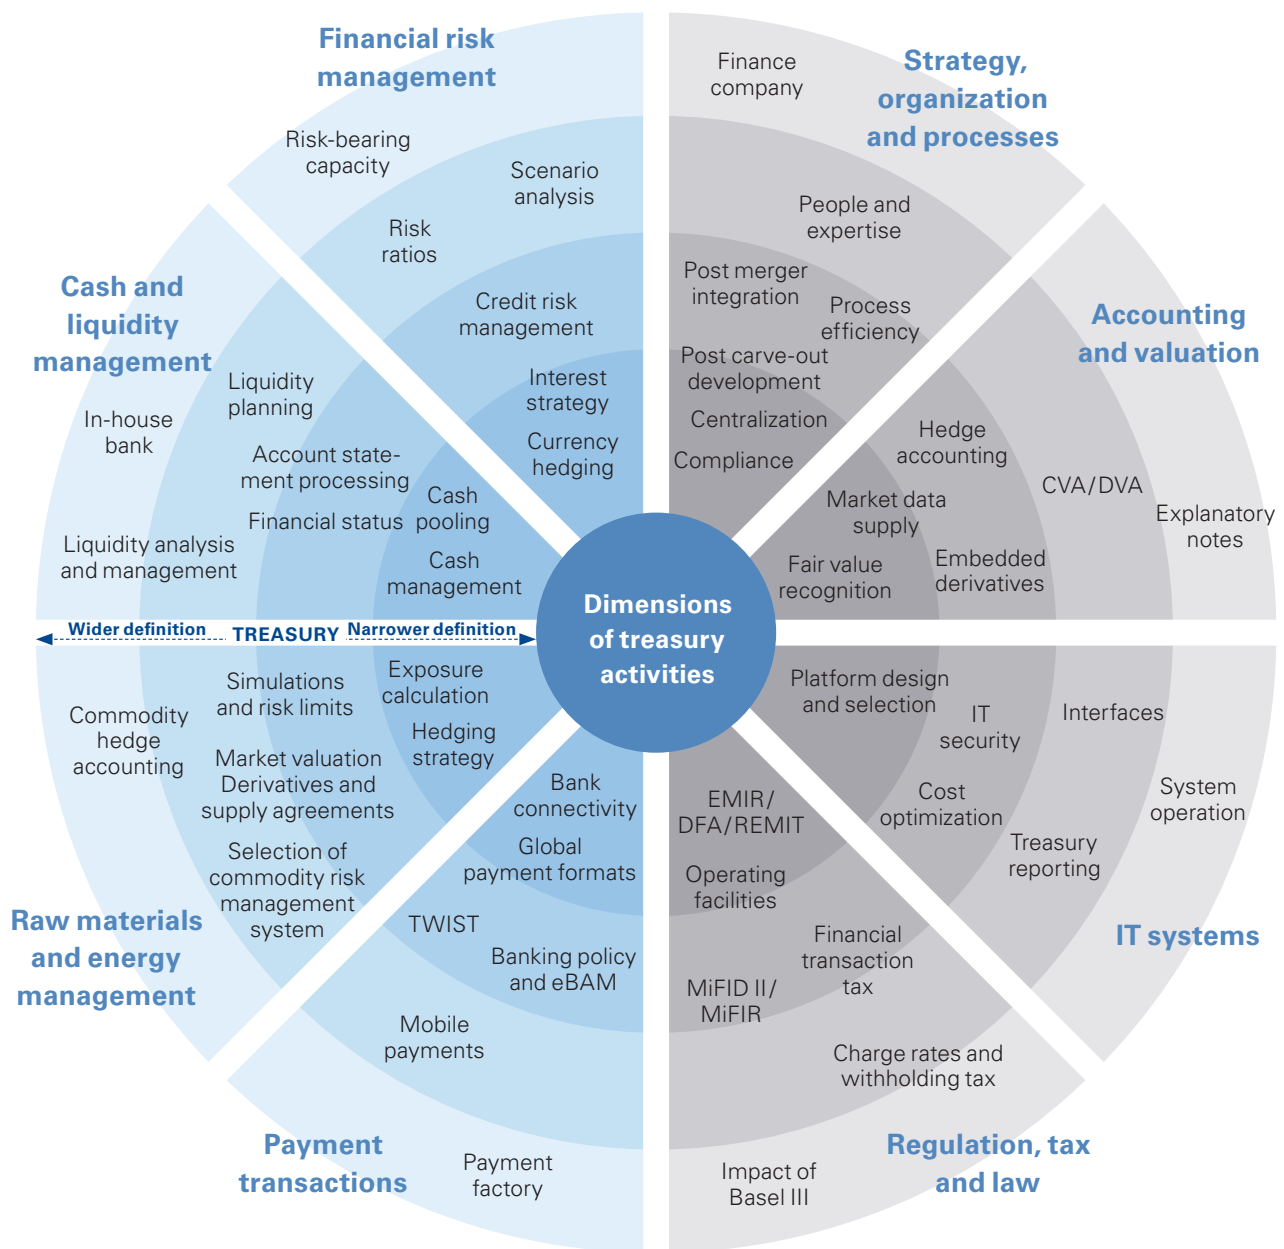 Financial risk
management
Risk-bearing
capacity
Scenario
analysis
Risk
ratios
Credit risk
management
Interest
strategy
Currency
hedging
Strategy,
organization
and processes
Finance
company
People and
expertise
Post merger
integration
Process
efficiency
Post carve-out
development
Centralization
Compliance
Accounting
and valuation
Hedge
accounting
CVA/DVA
Explanatory
notes
Market data
supply
Embedded
derivatives
Fair value
recognition
Cash and
liquidity
management
In-house
bank
Liquidity
planning
Account state-
ment processing
Financial status
Cash
pooling
Liquidity analysis
and management
Cash
management
Wider definition TREASURY Narrower definition
Dimensions
of treasury
activities
Exposure
calculation
Simulations
and risk limits
Commodity
hedge
accounting
Hedging
strategy
Market valuation
Derivatives and
supply agreements
Selection of
commodity risk
management
system
Raw materials
and energy
management
Bank
connectivity
Global
payment formats
TWIST
Banking policy
and eBAM
Mobile
payments
Payment
transactions
Payment
factory
Platform design
and selection
IT
security
Interfaces
System
operation
Cost
optimization
Treasury
reporting
IT systems
EMIR/
DFA/REMIT
Operating
facilities
Financial
transaction
tax
MiFID II/
MiFIR
Charge rates and
withholding tax
Regulation, tax
and law
Impact of
Basel III